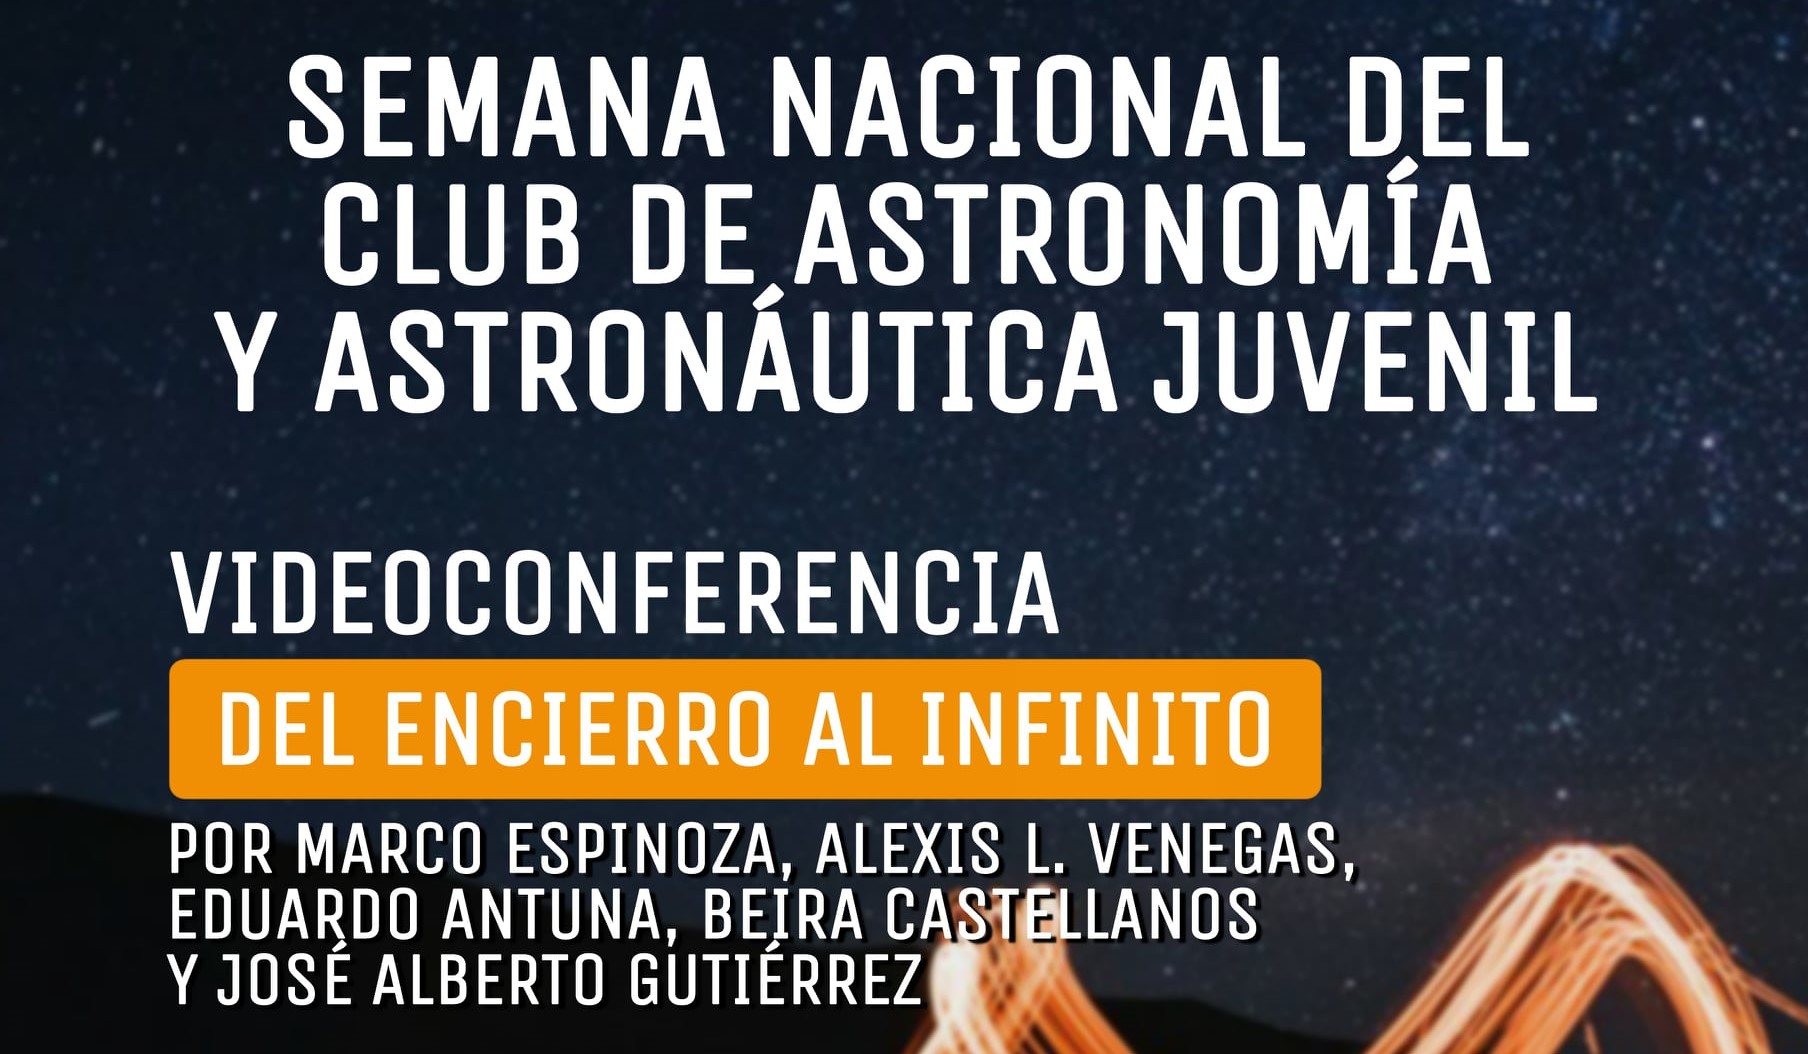 SEMANA NACIONAL DEL
CLUB DE ASTRONOMÍA
Y ASTRONÁUTICA JUVENIL
VIDEOCONFERENCIA
DEL ENCIERRO AL INFINITO
POR MARCO ESPINOZA, ALEXIS L. VENEGAS,
EDUARDO ANTUNA, BEIRA CASTELLANOS
Y JOSÉ ALBERTO GUTIÉRREZ